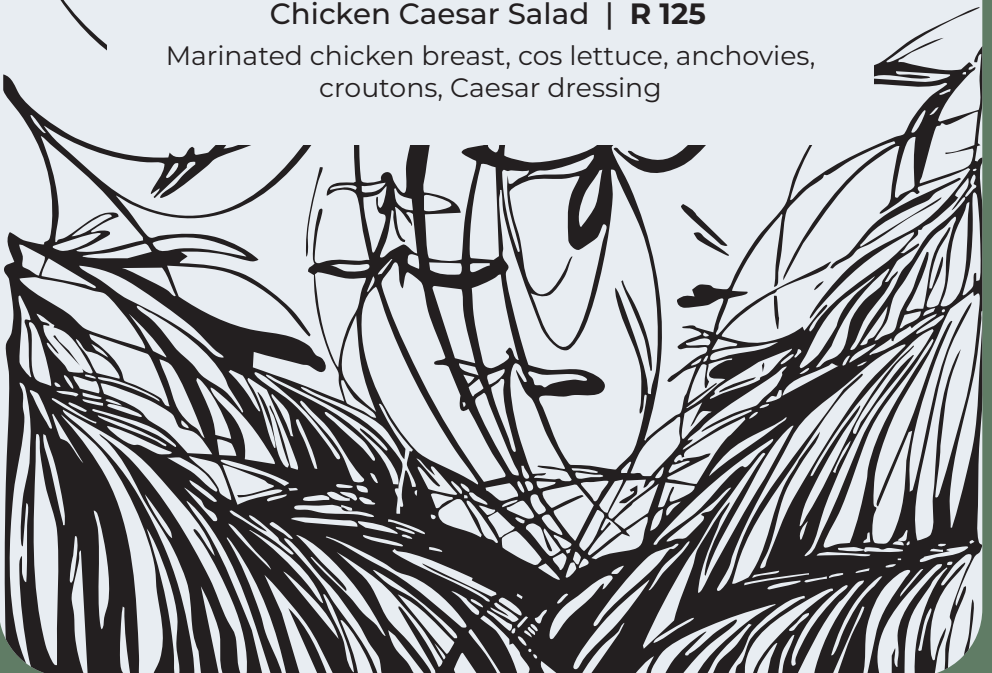 Chicken Caesar Salad | R 125
Marinated chicken breast, cos lettuce, anchovies,
croutons, Caesar dressing